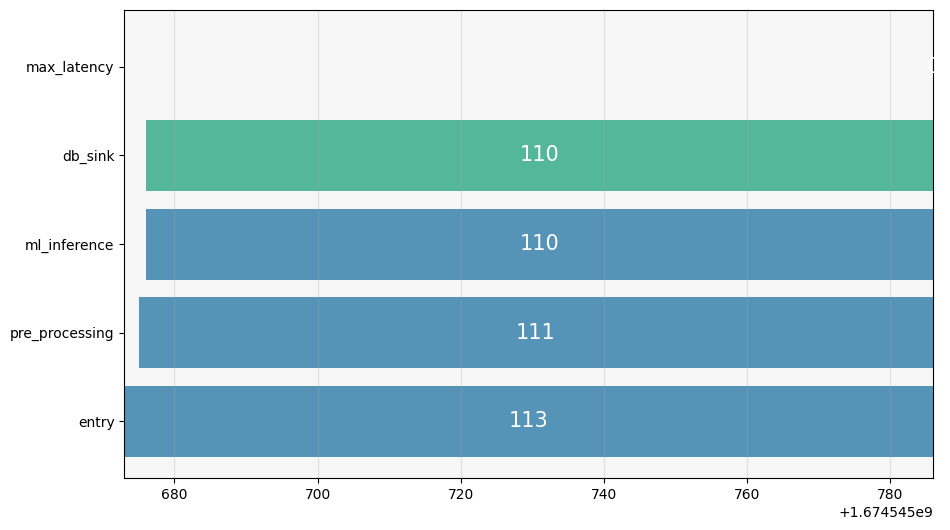 max_latency
db_sink
110
ml_inference
110
pre_processing
111
entry
113
680 700 720 740 760 780
+1.674545e9